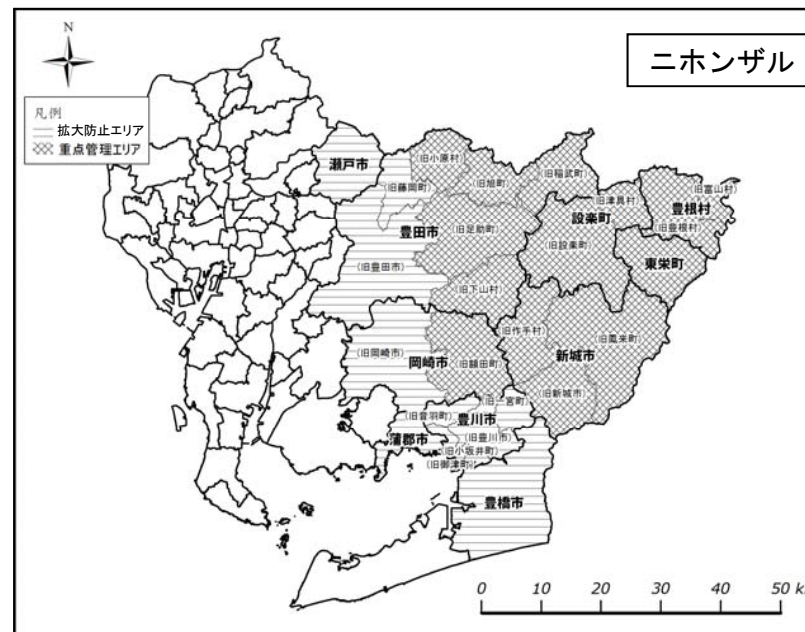 ニホンザル
N
凡例
拡大防止エリア
重点管理エリア
瀬戸市
(旧小原村)
(旧藤岡町)
(旧旭町)
(旧稲武町)
(旧津具村)
(旧富山村)
豊根村
(旧豊根村)
設楽町
(旧設楽町)
豊田市
(旧足助町)
東栄町
(旧豊田市)
(旧下山村)
(旧作手村)
(旧鳳来町)
新城市
(旧岡崎市)
岡崎市
(旧額田町)
(旧新城市)
(旧一宮町)
(旧音羽町)
豊川市
蒲郡市
(旧豊川市)
(旧小坂井町)
(旧御津町)
豊橋市
0 10 20 30 40 50 k